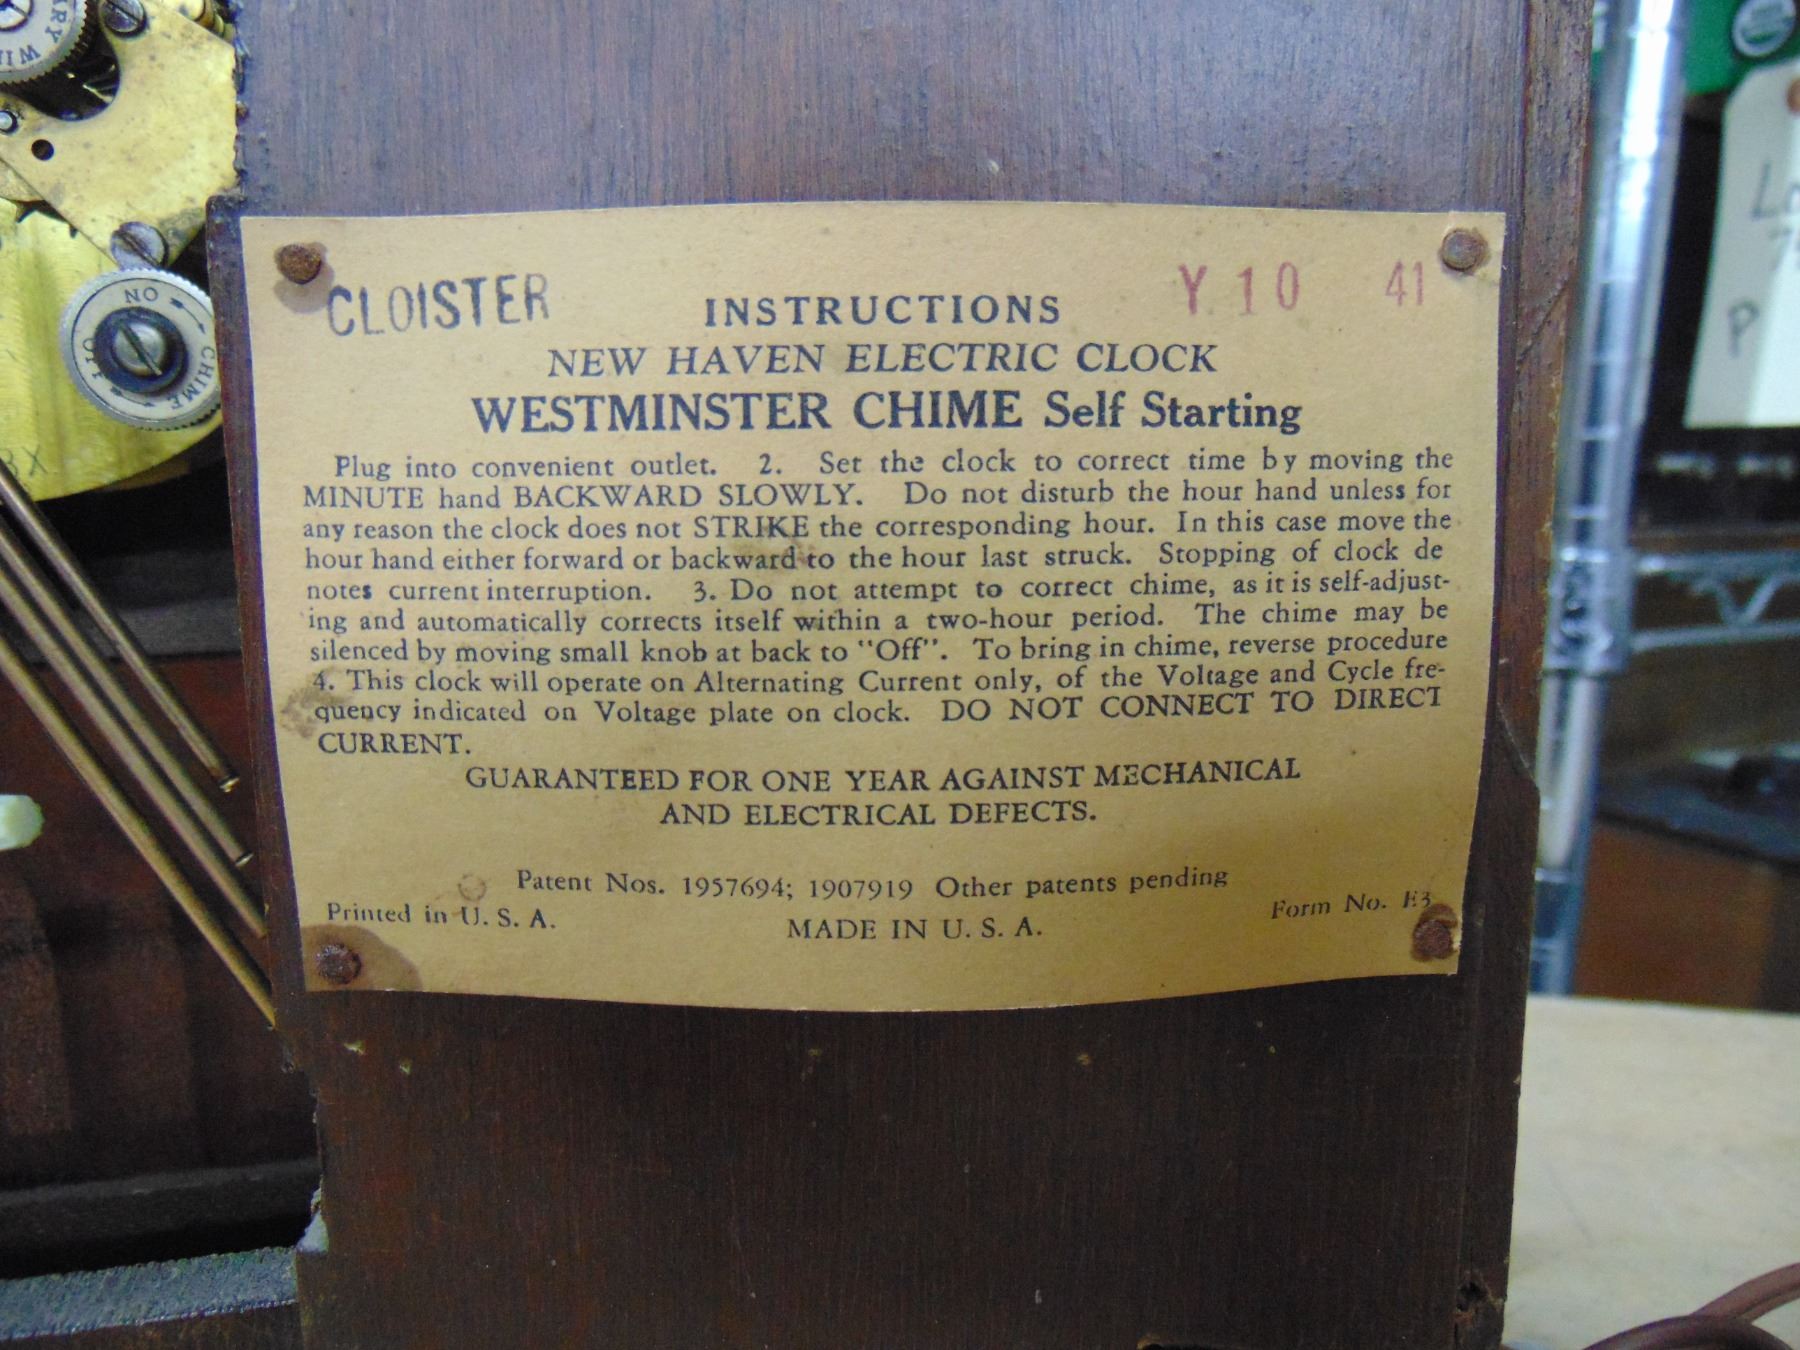 CLOISTER
Y 10 41
INSTRUCTIONS
NEW HAVEN ELECTRIC CLOCK
WESTMINSTER CHIME Self Starting
Plug into convenient outlet. 2. Set the clock to correct time by moving the
MINUTE hand BACKWARD SLOWLY. Do not disturb the hour hand unless for
any reason the clock does not STRIKE the corresponding hour. In this case move the
hour hand either forward or backward to the hour last struck. Stopping of clock de
notes current interruption. 3. Do not attempt to correct chime, as it is self-adjust-
ing and automatically corrects itself within a two-hour period. The chime may be
silenced by moving small knob at back to "Off". To bring in chime, reverse procedure
4. This clock will operate on Alternating Current only, of the Voltage and Cycle fre-
quency indicated on Voltage plate on clock. DO NOT CONNECT TO DIRECT
CURRENT.
GUARANTEED FOR ONE YEAR AGAINST MECHANICAL
AND ELECTRICAL DEFECTS.
Patent Nos. 1957694; 1907919 Other patents pending
Printed in U. S. A.
MADE IN U. S. A.
Form No. E3
ON
CHIME
OFF
P